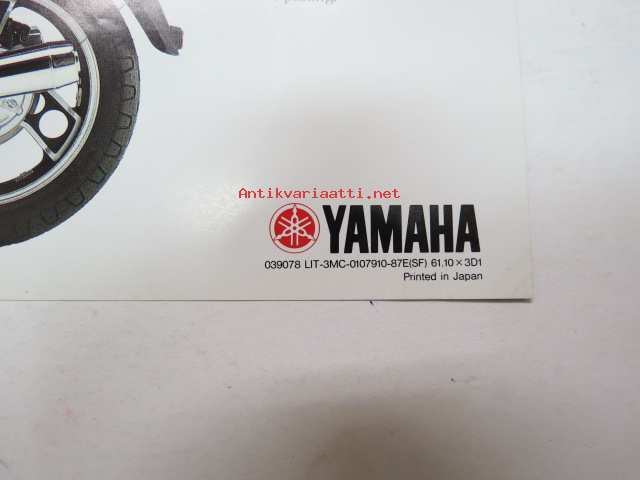 Antikvariaatti.net
YAMAHA
039078 LIT-3MC-0107910-87E(SF) 61.10 × 3D1
Printed in Japan